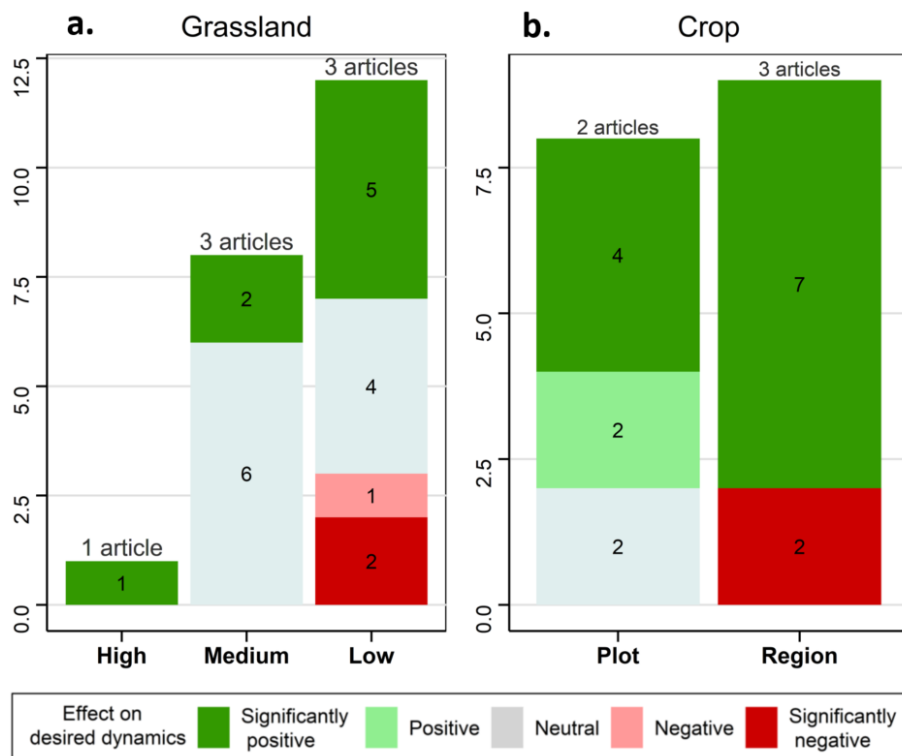 a. Grassland
12.5
10.0
7.5
5.0
2.5
0.0
3 articles
5
4
1
2
3 articles
2
6
1 article
1
High Medium Low
b. Crop
7.5
5.0
2.5
0.0
2 articles
4
2
2
3 articles
7
2
Plot Region
Effect on
desired dynamics
Significantly
positive
Positive
Neutral
Negative
Significantly
negative